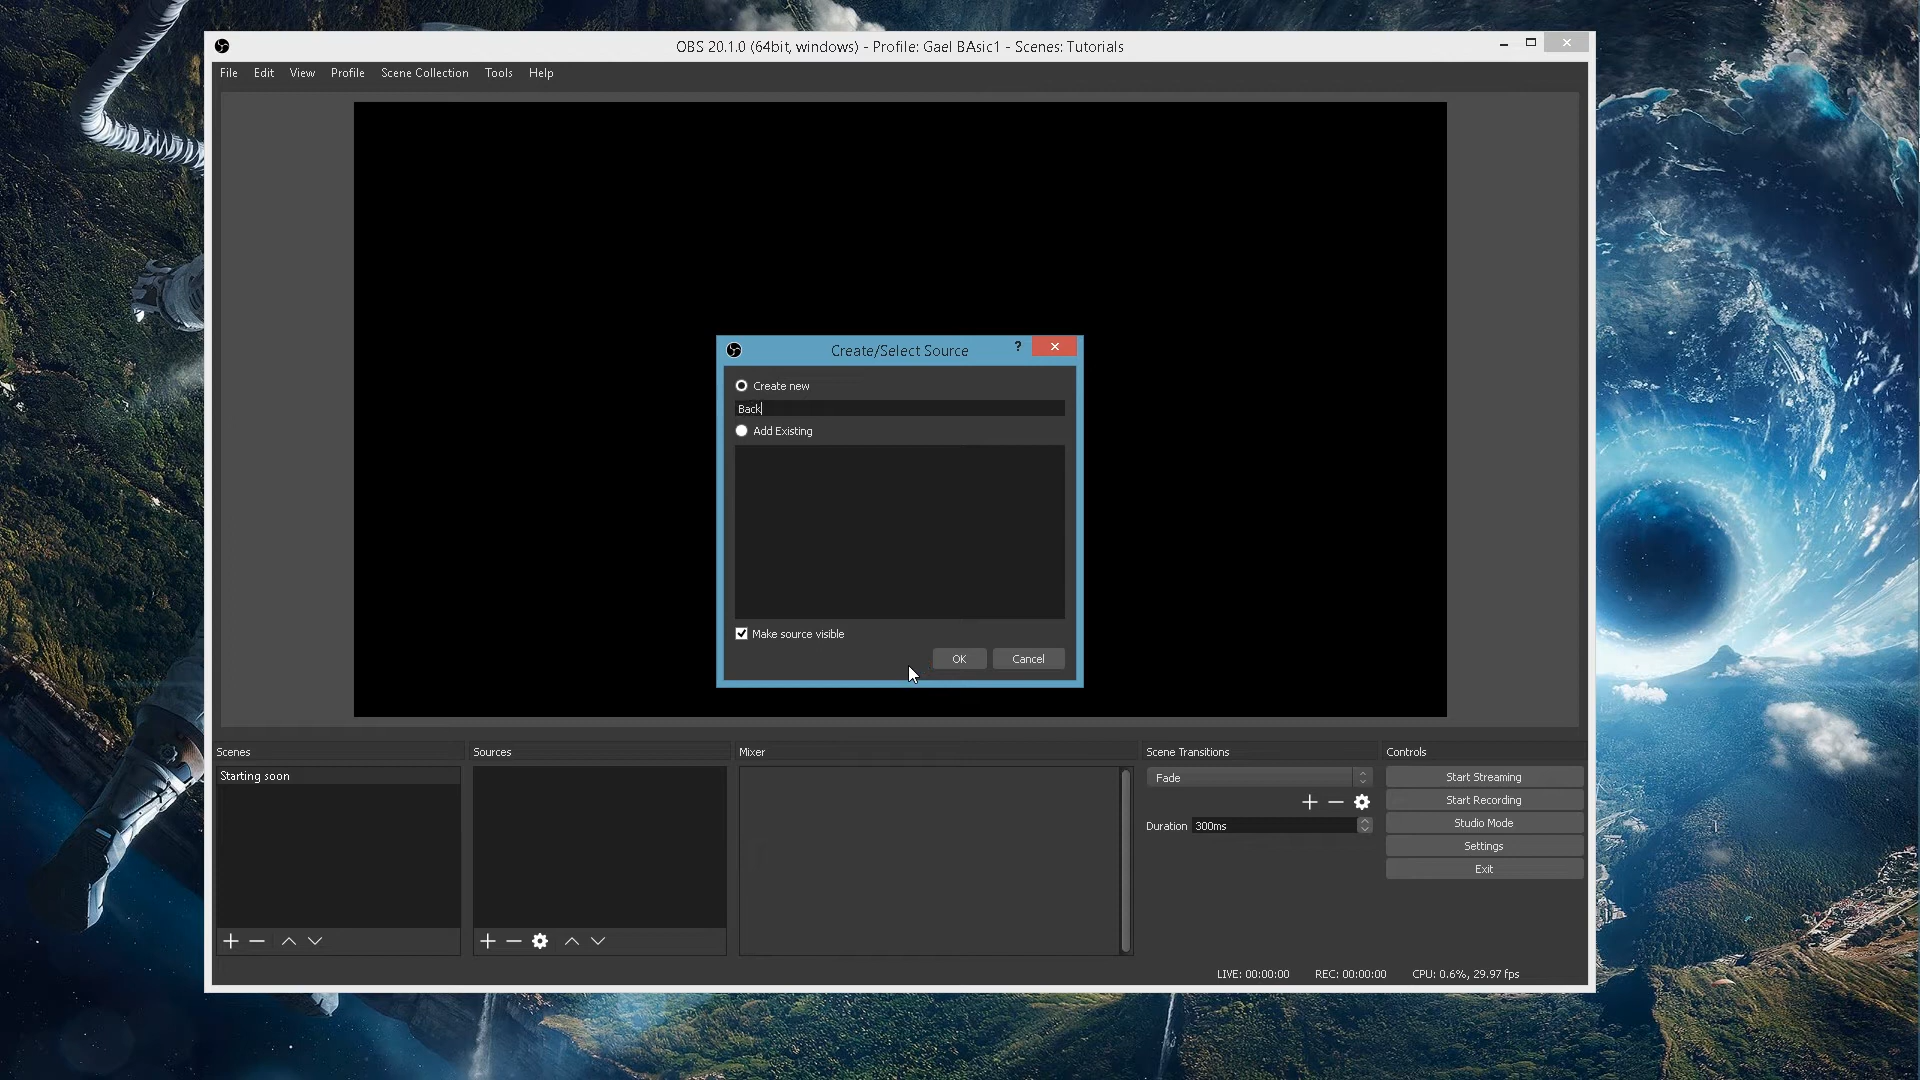 OBS 20.1.0 (64bit, windows) - Profile: Gael BAsic1 - Scenes: Tutorials
File Edit View Profile Scene Collection Tools Help
Create/Select Source ?
Create new
Back
Add Existing
Make source visible
OK Cancel
Scenes
Starting soon
Sources
Mixer
Scene Transitions
Fade
Duration 300ms
Controls
Start Streaming
Start Recording
Studio Mode
Settings
Exit
LIVE: 00:00:00 REC: 00:00:00 CPU: 0.6%, 29.97 fps